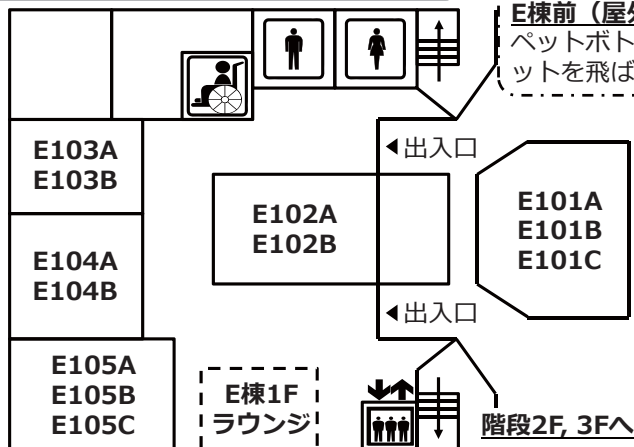 E棟前（屋
ペットボト
ットを飛ば
出入口
E103A
E103B
E102A
E102B
E101A
E101B
E101C
E104A
E104B
出入口
E105A
E105B
E105C
E棟1F
ラウンジ
階段2F, 3Fへ